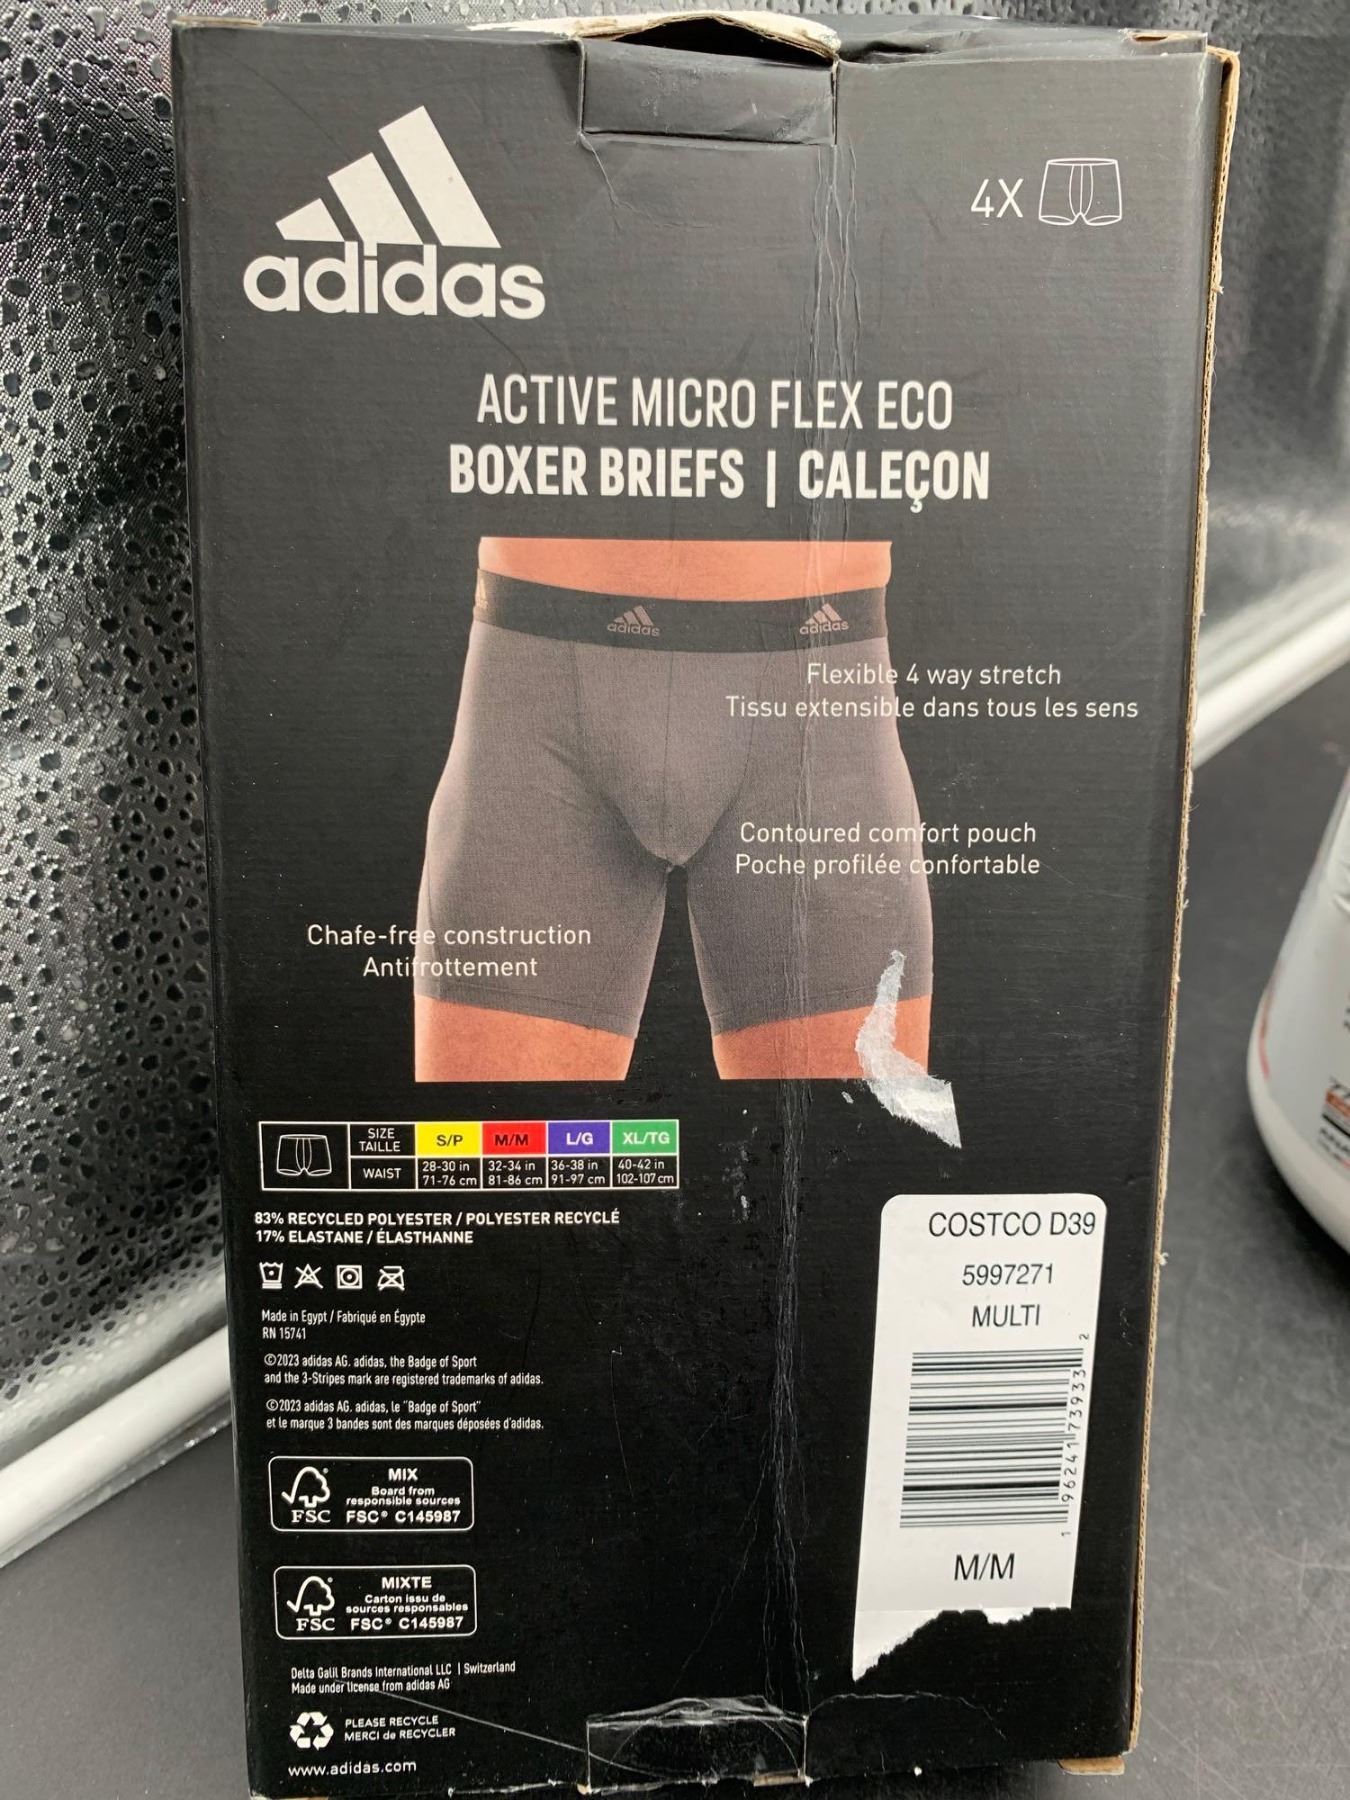 adidas
4X
ACTIVE MICRO FLEX ECO
BOXER BRIEFS | CALEÇON
adidas
adidas
Flexible 4 way stretch
Tissu extensible dans tous les sens
Contoured comfort pouch
Poche profilée confortable
Chafe-free construction
Antifrottement
SIZE
TAILLE
S/P M/M L/G XL/TG
WAIST
28-30 in 32-34 in 36-38 in 40-42 in
71-76 cm 81-86 cm 91-97 cm 102-107 cm
83% RECYCLED POLYESTER / POLYESTER RECYCLÉ
17% ELASTANE / ÉLASTHANNE
Made in Egypt / Fabriqué en Égypte
RN 15741
©2023 adidas AG. adidas, the Badge of Sport
and the 3-Stripes mark are registered trademarks of adidas.
©2023 adidas AG. adidas, le "Badge of Sport"
et le marque 3 bandes sont des marques déposées d'adidas.
MIX
Board from
responsible sources
FSC FSC® C145987
MIXTE
Carton issu de
sources responsables
FSC FSC® C145987
Delta Galil Brands International LLC | Switzerland
Made under license from adidas AG
PLEASE RECYCLE
MERCI de RECYCLER
www.adidas.com
COSTCO D39
5997271
MULTI
1 96241 73933 2
M/M